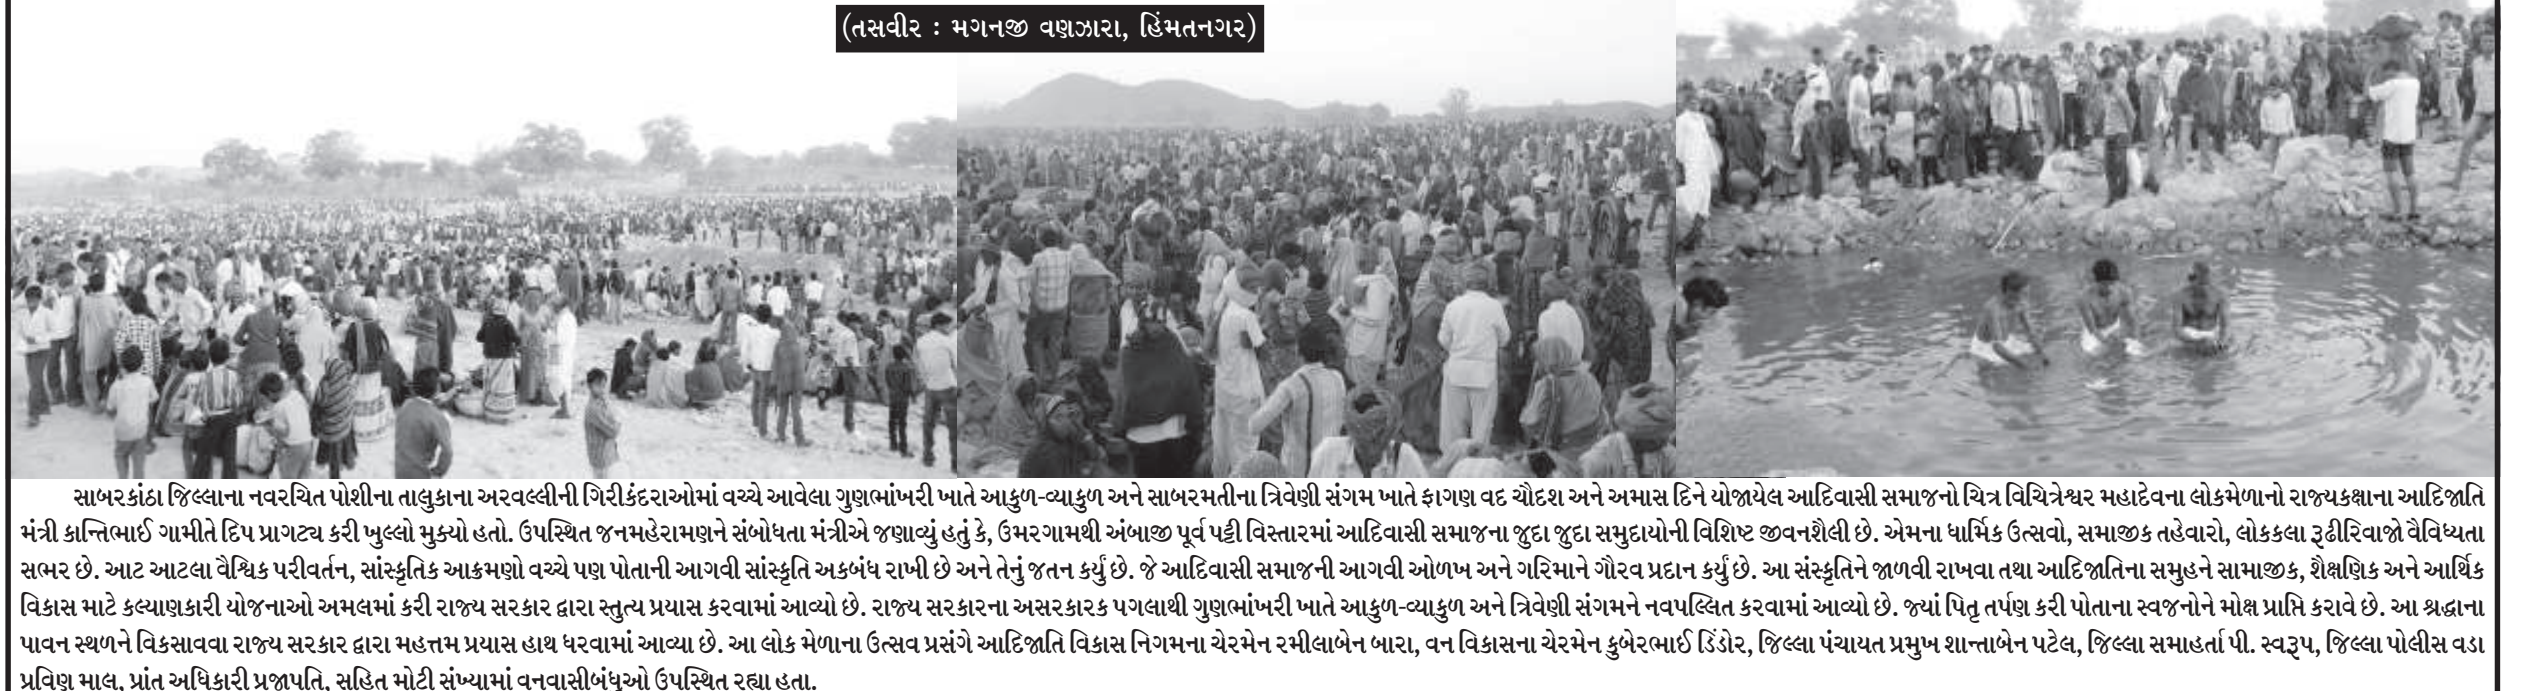 (તસવીર : મગનજી વણઝારા, હિંમતનગર)
સાબરકાંઠા જિલ્લાના નવરચિત પોશીના તાલુકાના અરવલ્લીની ગિરીકંદરાઓમાં વચ્ચે આવેલા ગુણભાંખરી ખાતે આકુળ-વ્યાકુળ અને સાબરમતીના ત્રિવેણી સંગમ ખાતે ફાગણ વદ ચૌદશ અને અમાસ દિને યોજાયેલ આદિવાસી સમાજનો ચિત્ર વિચિત્રેશ્વર મહાદેવના લોકમેળાનો રાજ્યકક્ષાના આદિજાતિ
મંત્રી કાન્તિભાઈ ગામીતે દિપ પ્રાગટ્ય કરી ખુલ્લો મુક્યો હતો. ઉપસ્થિત જનમહેરામણને સંબોધતા મંત્રીએ જણાવ્યું હતું કે, ઉમરગામથી અંબાજી પૂર્વ પટ્ટી વિસ્તારમાં આદિવાસી સમાજના જુદા જુદા સમુદાયોની વિશિષ્ટ જીવનશૈલી છે. એમના ધાર્મિક ઉત્સવો, સમાજીક તહેવારો, લોકકલા રૂઢીરિવાજો વૈવિધ્યતા
સભર છે. આટ આટલા વૈશ્વિક પરીવર્તન, સાંસ્કૃતિક આક્રમણો વચ્ચે પણ પોતાની આગવી સાંસ્કૃતિ અકબંધ રાખી છે અને તેનું જતન કર્યું છે. જે આદિવાસી સમાજની આગવી ઓળખ અને ગરિમાને ગૌરવ પ્રદાન કર્યું છે. આ સંસ્કૃતિને જાળવી રાખવા તથા આદિજાતિના સમુહને સામાજીક, શૈક્ષણિક અને આર્થિક
વિકાસ માટે કલ્યાણકારી યોજનાઓ અમલમાં કરી રાજ્ય સરકાર દ્વારા સ્તુત્ય પ્રયાસ કરવામાં આવ્યો છે. રાજ્ય સરકારના અસરકારક પગલાથી ગુણભાંખરી ખાતે આકુળ-વ્યાકુળ અને ત્રિવેણી સંગમને નવપલ્લિત કરવામાં આવ્યો છે. જ્યાં પિતૃ તર્પણ કરી પોતાના સ્વજનોને મોક્ષ પ્રાપ્તિ કરાવે છે. આ શ્રદ્ધાના
પાવન સ્થળને વિકસાવવા રાજ્ય સરકાર દ્વારા મહત્તમ પ્રયાસ હાથ ધરવામાં આવ્યા છે. આ લોક મેળાના ઉત્સવ પ્રસંગે આદિજાતિ વિકાસ નિગમના ચેરમેન રમીલાબેન બારા, વન વિકાસના ચેરમેન કુબેરભાઈ ડિંડોર, જિલ્લા પંચાયત પ્રમુખ શાન્તાબેન પટેલ, જિલ્લા સમાહર્તા પી. સ્વરૂપ, જિલ્લા પોલીસ વડા
પ્રવિણ માલ, પ્રાંત અધિકારી પ્રજાપતિ, સહિત મોટી સંખ્યામાં વનવાસીબંધુઓ ઉપસ્થિત રહ્યા હતા.